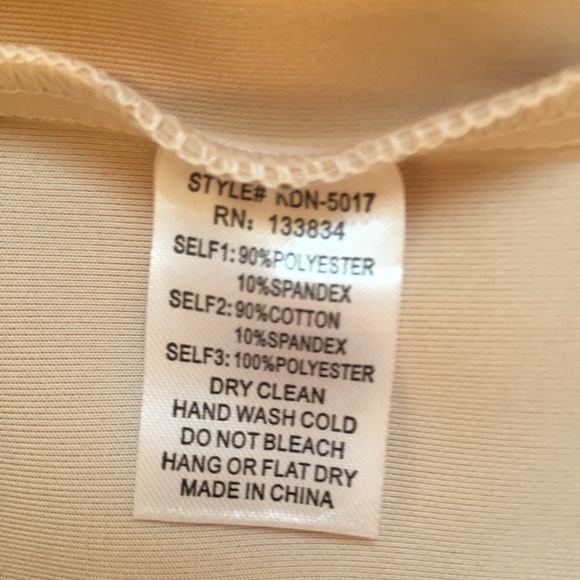 STYLE# KDN-5017
RN: 133834
SELF1:90%POLYESTER
10%SPANDEX
SELF2:90%COTTON
10%SPANDEX
SELF3:100%POLYESTER
DRY CLEAN
HAND WASH COLD
DO NOT BLEACH
HANG OR FLAT DRY
MADE IN CHINA